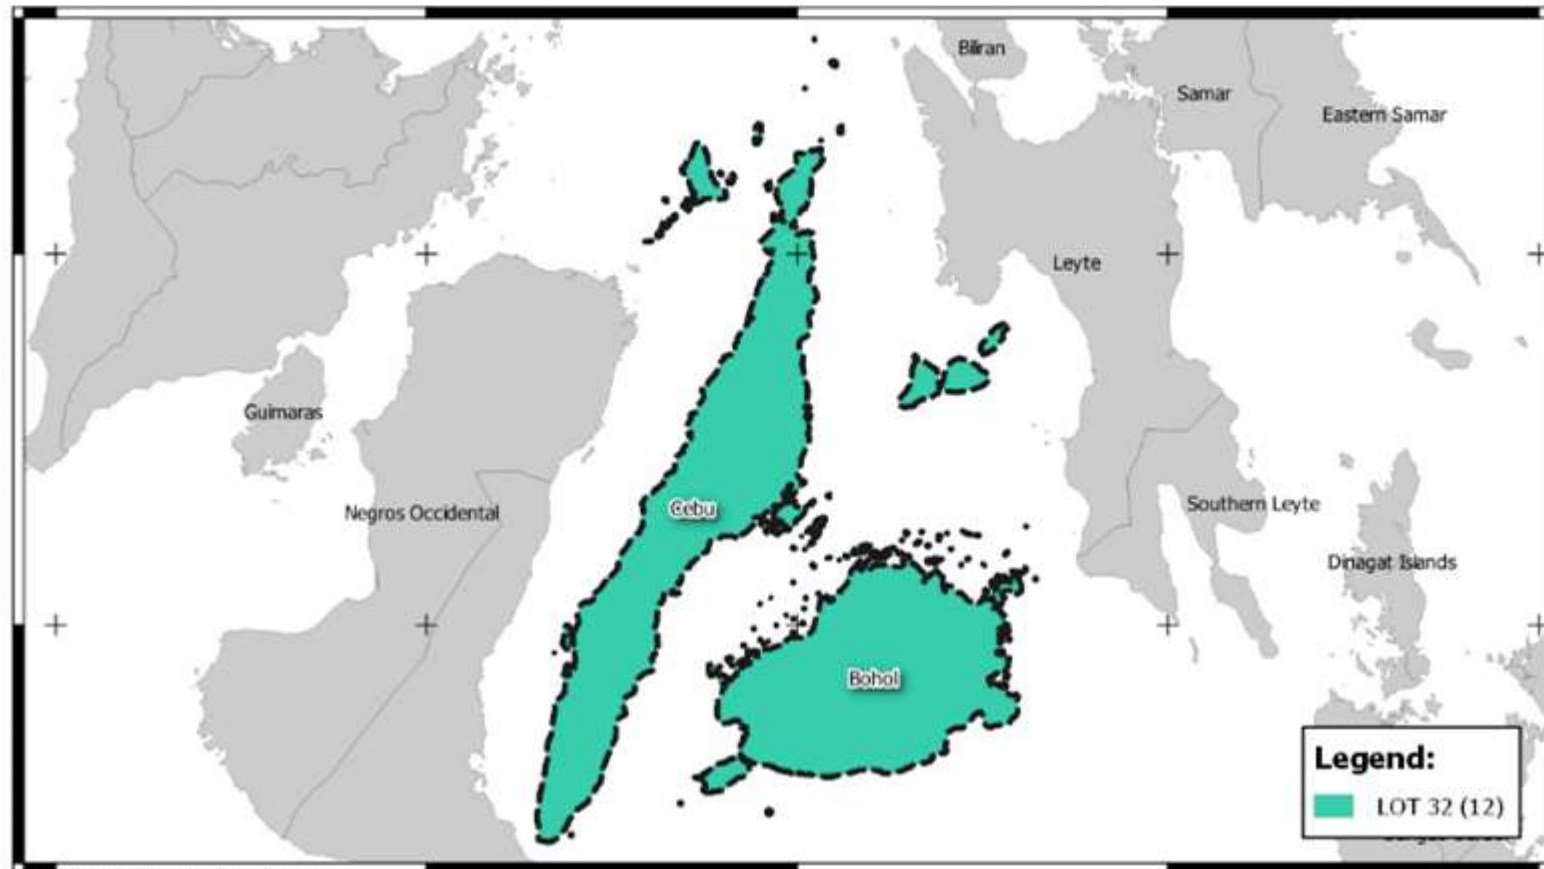 Biliran
Samar
Eastern Samar
Leyte
Guimaras
Negros Occidental
Cebu
Southern Leyte
Dinagat Islands
Bohol
Legend:
LOT 32 (12)